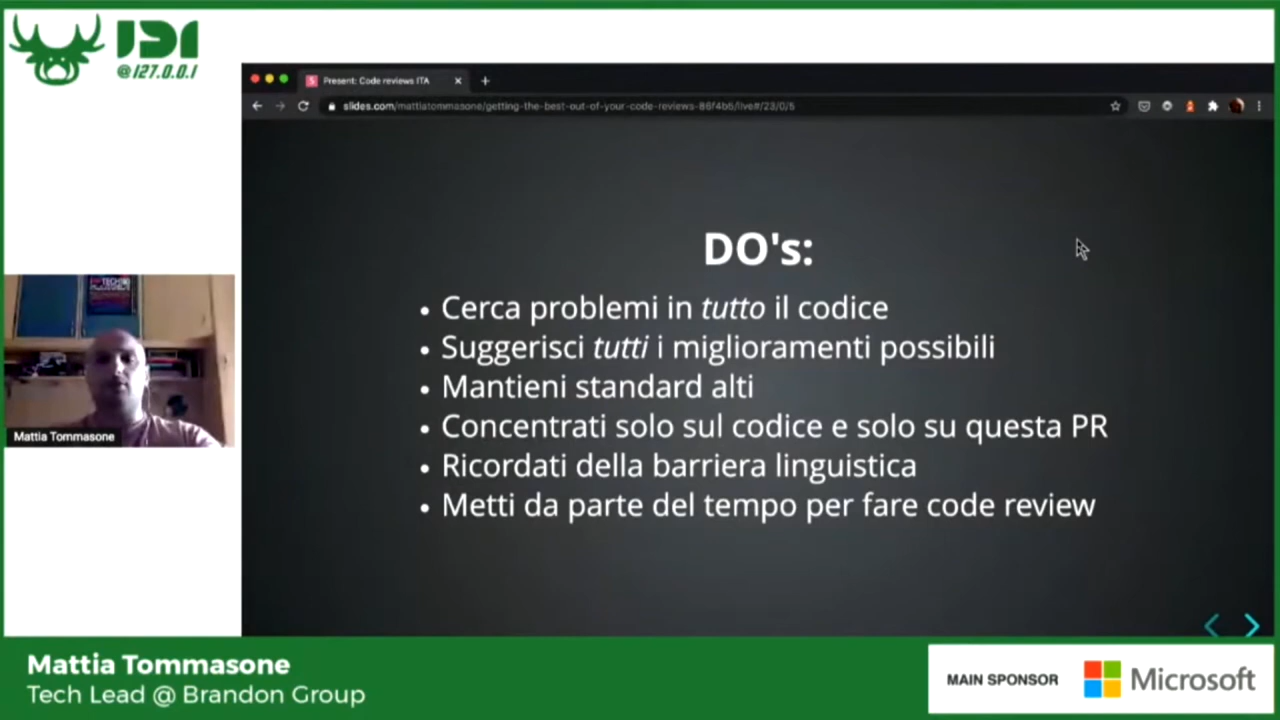 JDI
@127.0.0.1
Present: Code reviews ITA
slides.com/mattiatommasone/getting-the-best-out-of-your-code-reviews-86f4b6/live#/23/0/5
DO's:
Cerca problemi in tutto il codice
Suggerisci tutti i miglioramenti possibili
Mantieni standard alti
Concentrati solo sul codice e solo su questa PR
Ricordati della barriera linguistica
Metti da parte del tempo per fare code review
TECH
Mattia Tommasone
Mattia Tommasone
Tech Lead @ Brandon Group
MAIN SPONSOR
Microsoft